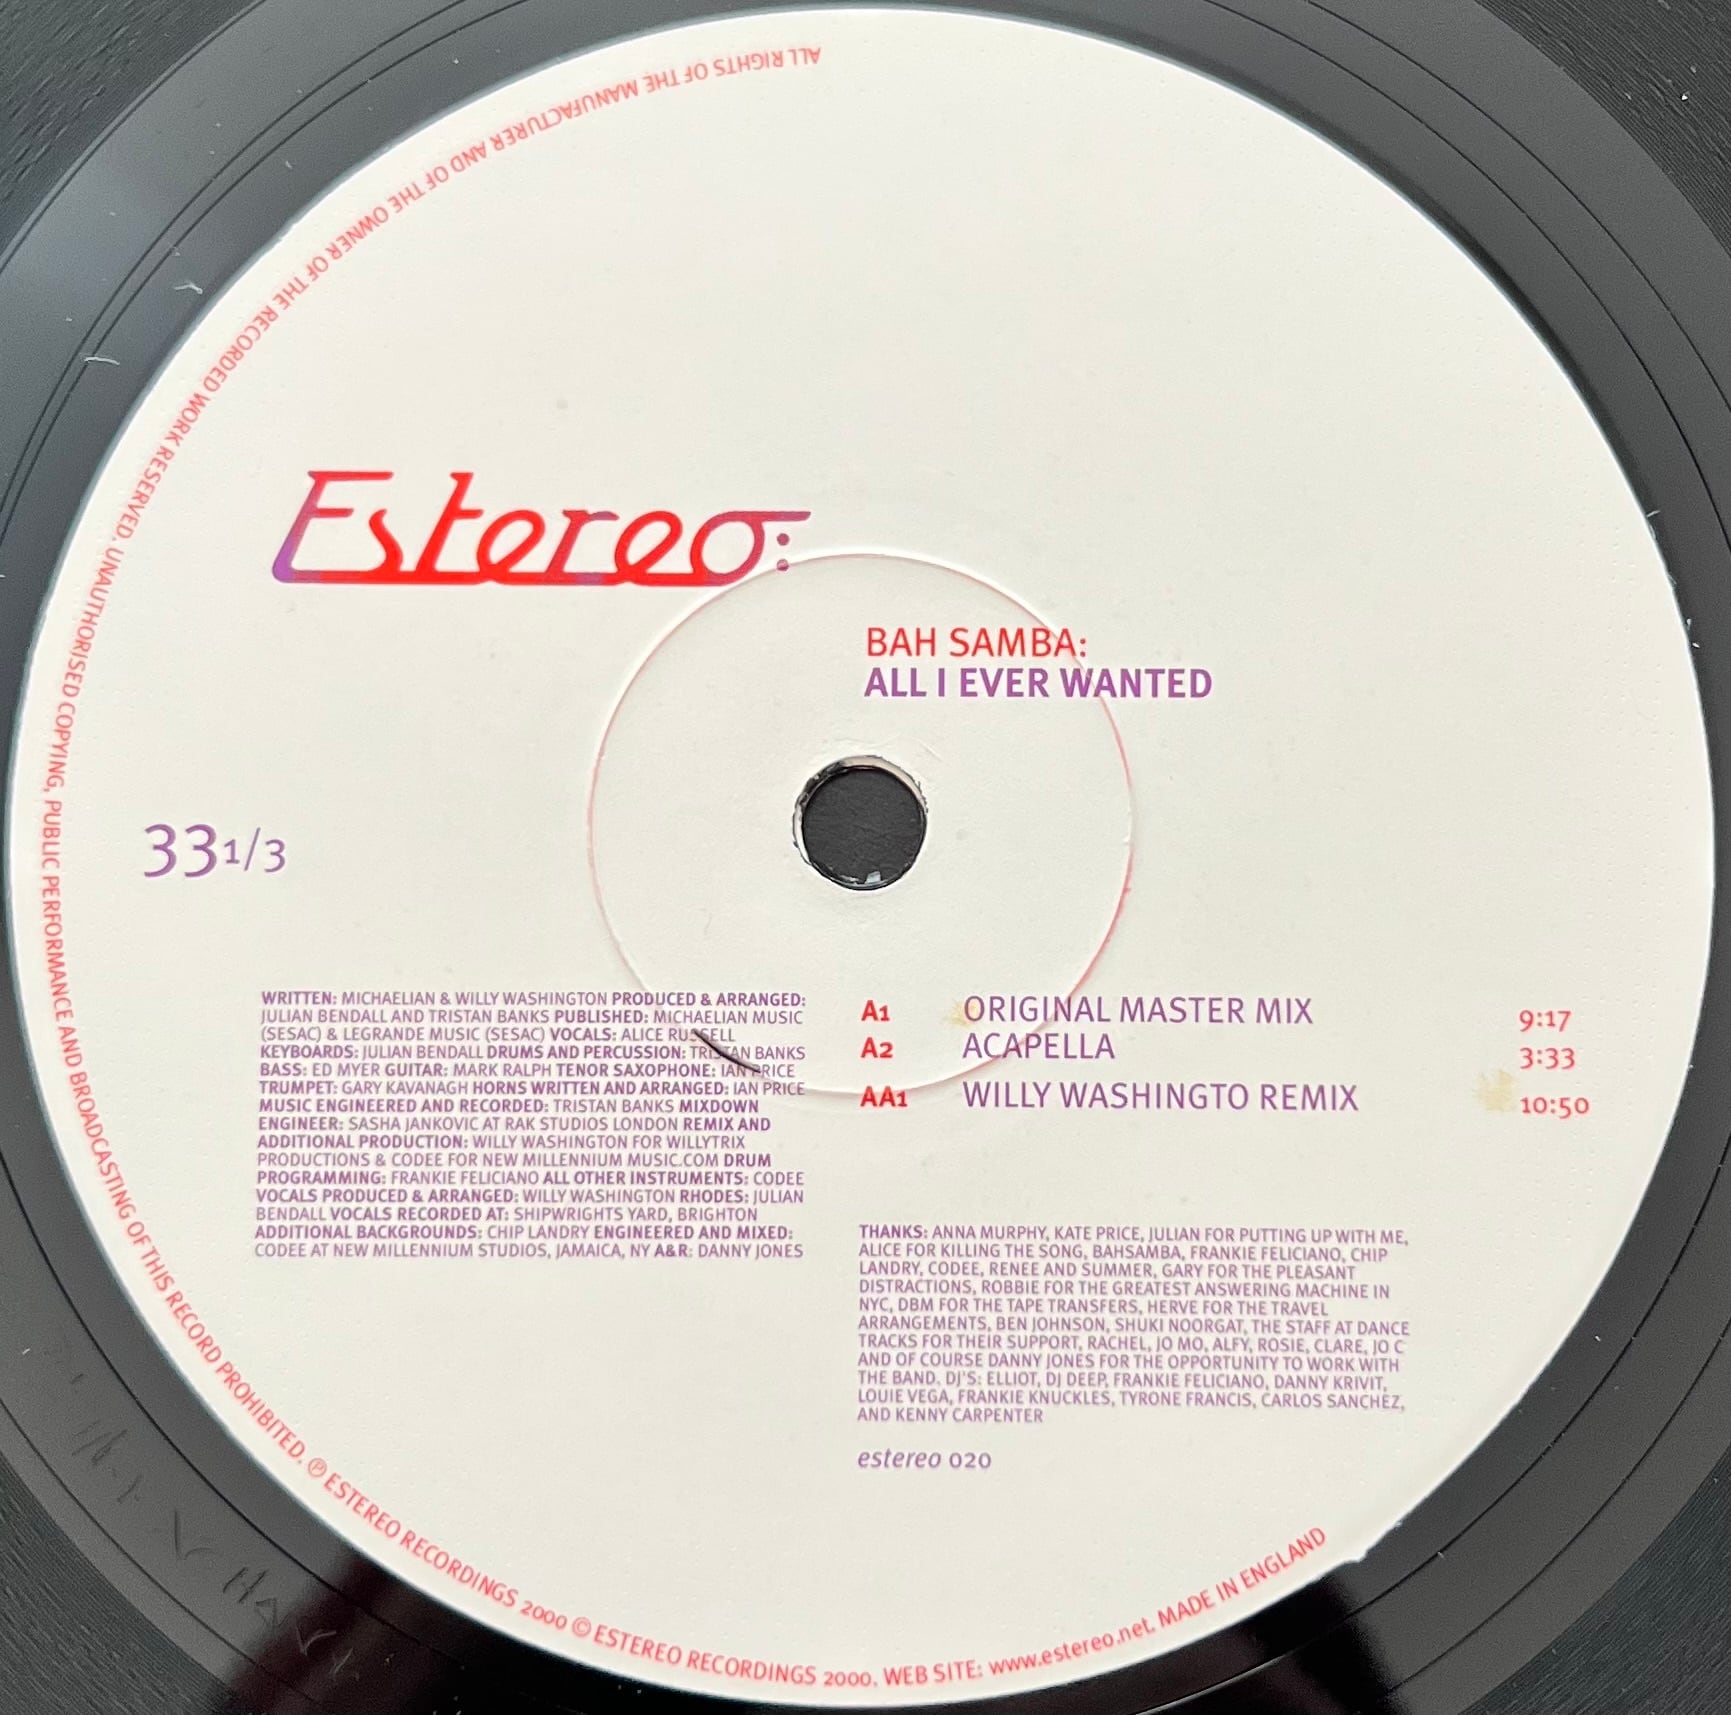 Estereo:
BAH SAMBA:
ALL I EVER WANTED
33 1/3
WRITTEN: MICHAELIAN & WILLY WASHINGTON PRODUCED & ARRANGED:
JULIAN BENDALL AND TRISTAN BANKS PUBLISHED: MICHAELIAN MUSIC
(SESAC) & LEGRANDE MUSIC (SESAC) VOCALS: ALICE RUSSELL
KEYBOARDS: JULIAN BENDALL DRUMS AND PERCUSSION: TRISTAN BANKS
BASS: ED MYER GUITAR: MARK RALPH TENOR SAXOPHONE: IAN PRICE
TRUMPET: GARY KAVANAGH HORNS WRITTEN AND ARRANGED: IAN PRICE
MUSIC ENGINEERED AND RECORDED: TRISTAN BANKS MIXDOWN
ENGINEER: SASHA JANKOVIC AT RAK STUDIOS LONDON REMIX AND
ADDITIONAL PRODUCTION: WILLY WASHINGTON FOR WILLYTRIX
PRODUCTIONS & CODEE FOR NEW MILLENNIUM MUSIC.COM DRUM
PROGRAMMING: FRANKIE FELICIANO ALL OTHER INSTRUMENTS: CODEE
VOCALS PRODUCED & ARRANGED: WILLY WASHINGTON RHODES: JULIAN
BENDALL VOCALS RECORDED AT: SHIPWRIGHTS YARD, BRIGHTON
ADDITIONAL BACKGROUNDS: CHIP LANDRY ENGINEERED AND MIXED:
CODEE AT NEW MILLENNIUM STUDIOS, JAMAICA, NY A&R: DANNY JONES
A1 ORIGINAL MASTER MIX 9:17
A2 ACAPELLA 3:33
AA1 WILLY WASHINGTO REMIX 10:50
THANKS: ANNA MURPHY, KATE PRICE, JULIAN FOR PUTTING UP WITH ME,
ALICE FOR KILLING THE SONG, BAHSAMBA, FRANKIE FELICIANO, CHIP
LANDRY, CODEE, RENEE AND SUMMER, GARY FOR THE PLEASANT
DISTRACTIONS, ROBBIE FOR THE GREATEST ANSWERING MACHINE IN
NYC, DBM FOR THE TAPE TRANSFERS, HERVE FOR THE TRAVEL
ARRANGEMENTS, BEN JOHNSON, SHUKI NOORGAT, THE STAFF AT DANCE
TRACKS FOR THEIR SUPPORT, RACHEL, JO MO, ALFY, ROSIE, CLARE, JO C
AND OF COURSE DANNY JONES FOR THE OPPORTUNITY TO WORK WITH
THE BAND. DJ'S: ELLIOT, DJ DEEP, FRANKIE FELICIANO, DANNY KRIVIT,
LOUIE VEGA, FRANKIE KNUCKLES, TYRONE FRANCIS, CARLOS SANCHEZ,
AND KENNY CARPENTER
estereo 020
ALL RIGHTS OF THE MANUFACTURER AND OF THE OWNER OF THE RECORDED WORK RESERVED. UNAUTHORISED COPYING, PUBLIC PERFORMANCE AND BROADCASTING OF THIS RECORD PROHIBITED. ℗ ESTEREO RECORDINGS 2000 © ESTEREO RECORDINGS 2000. WEB SITE: www.estereo.net. MADE IN ENGLAND